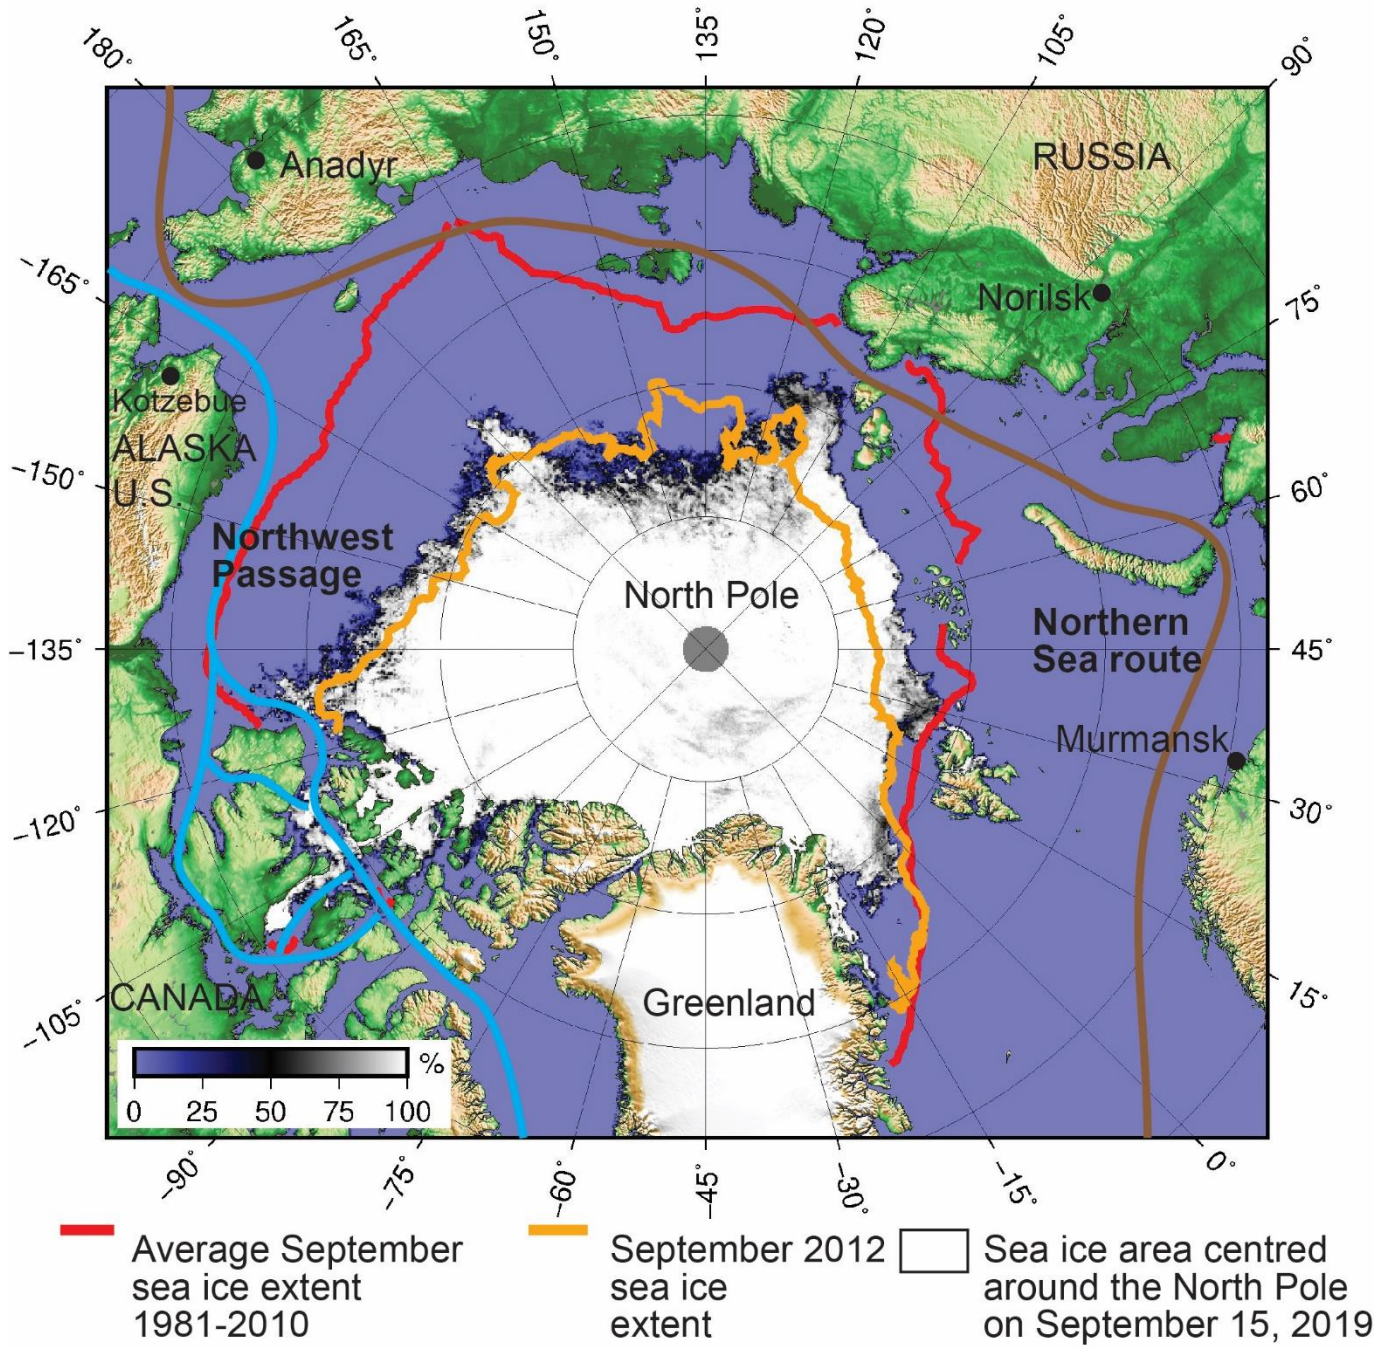 180°
165°
150°
135°
120°
105°
90°
Anadyr
RUSSIA
-165°
Norilsk
75°
Kotzebue
ALASKA
U.S.
-150°
60°
Northwest
Passage
North Pole
-135°
Northern
Sea route
45°
Murmansk
-120°
30°
CANADA
Greenland
-105°
15°
%
0 25 50 75 100
-90°
-75°
-60°
-45°
-30°
-15°
0°
Average September
sea ice extent
1981-2010
September 2012
sea ice
extent
Sea ice area centred
around the North Pole
on September 15, 2019